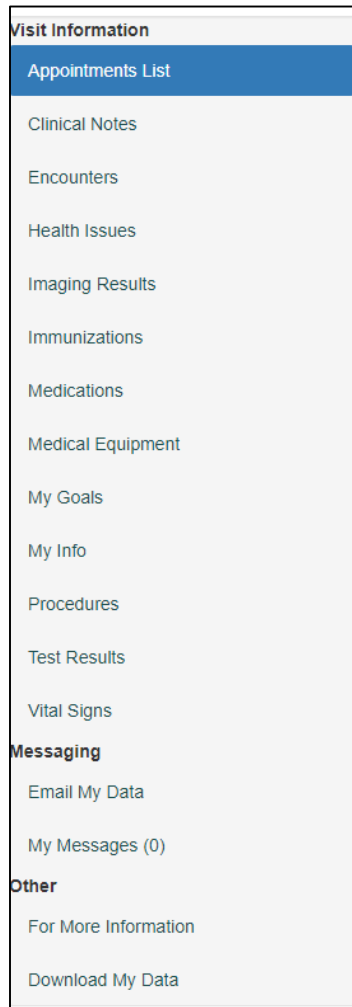 Visit Information
Appointments List
Clinical Notes
Encounters
Health Issues
Imaging Results
Immunizations
Medications
Medical Equipment
My Goals
My Info
Procedures
Test Results
Vital Signs
Messaging
Email My Data
My Messages (0)
Other
For More Information
Download My Data